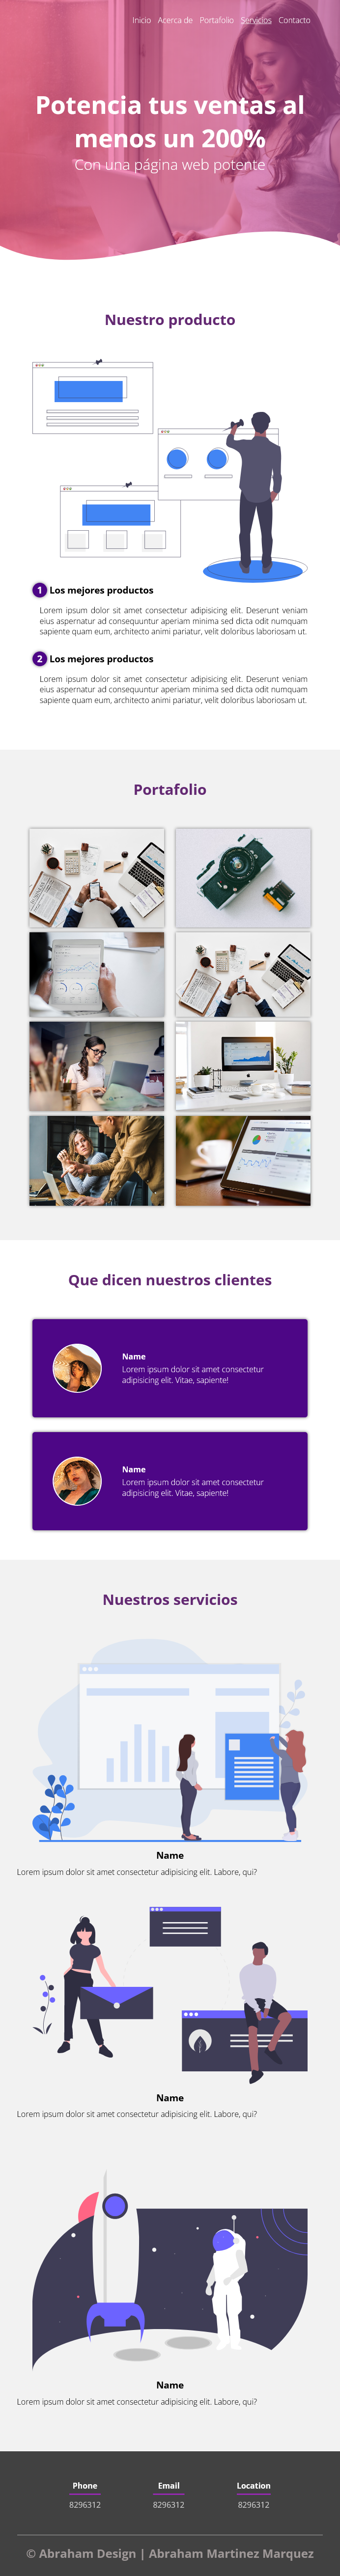 Inicio Acerca de Portafolio Servicios Contacto
Potencia tus ventas al
menos un 200%
Con una página web potente
Nuestro producto
1 Los mejores productos
Lorem ipsum dolor sit amet consectetur adipisicing elit. Deserunt veniam
eius aspernatur ad consequuntur aperiam minima sed dicta odit numquam
sapiente quam eum, architecto animi pariatur, velit doloribus laboriosam ut.
2 Los mejores productos
Lorem ipsum dolor sit amet consectetur adipisicing elit. Deserunt veniam
eius aspernatur ad consequuntur aperiam minima sed dicta odit numquam
sapiente quam eum, architecto animi pariatur, velit doloribus laboriosam ut.
Portafolio
Que dicen nuestros clientes
Name
Lorem ipsum dolor sit amet consectetur
adipisicing elit. Vitae, sapiente!
Name
Lorem ipsum dolor sit amet consectetur
adipisicing elit. Vitae, sapiente!
Nuestros servicios
Name
Lorem ipsum dolor sit amet consectetur adipisicing elit. Labore, qui?
Name
Lorem ipsum dolor sit amet consectetur adipisicing elit. Labore, qui?
Name
Lorem ipsum dolor sit amet consectetur adipisicing elit. Labore, qui?
Phone Email Location
8296312 8296312 8296312
© Abraham Design | Abraham Martinez Marquez